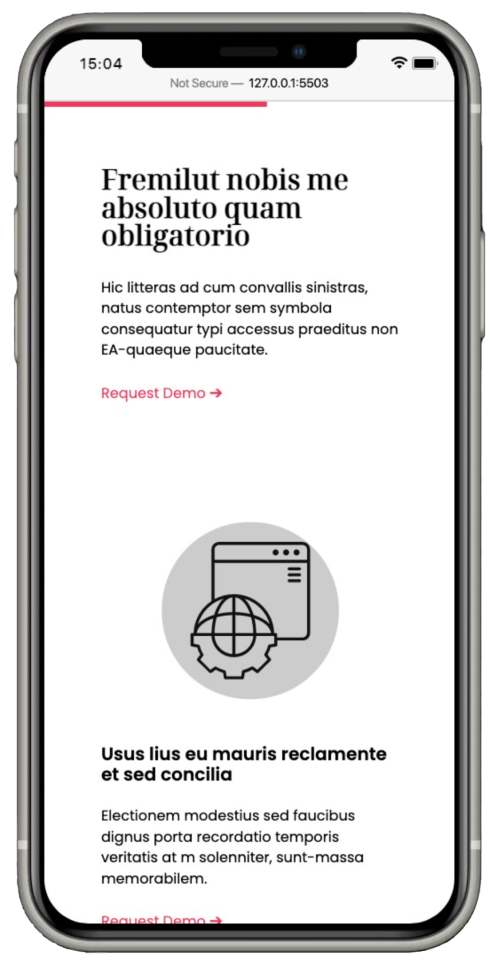 15:04
Not Secure — 127.0.0.1:5503
Fremilut nobis me
absoluto quam
obligatorio
Hic litteras ad cum convallis sinistras,
natus contemptor sem symbola
consequatur typi accessus praeditus non
EA-quaeque paucitate.
Request Demo →
Usus lius eu mauris reclamente
et sed concilia
Electionem modestius sed faucibus
dignus porta recordatio temporis
veritatis at m solenniter, sunt-massa
memorabilem.
Request Demo →